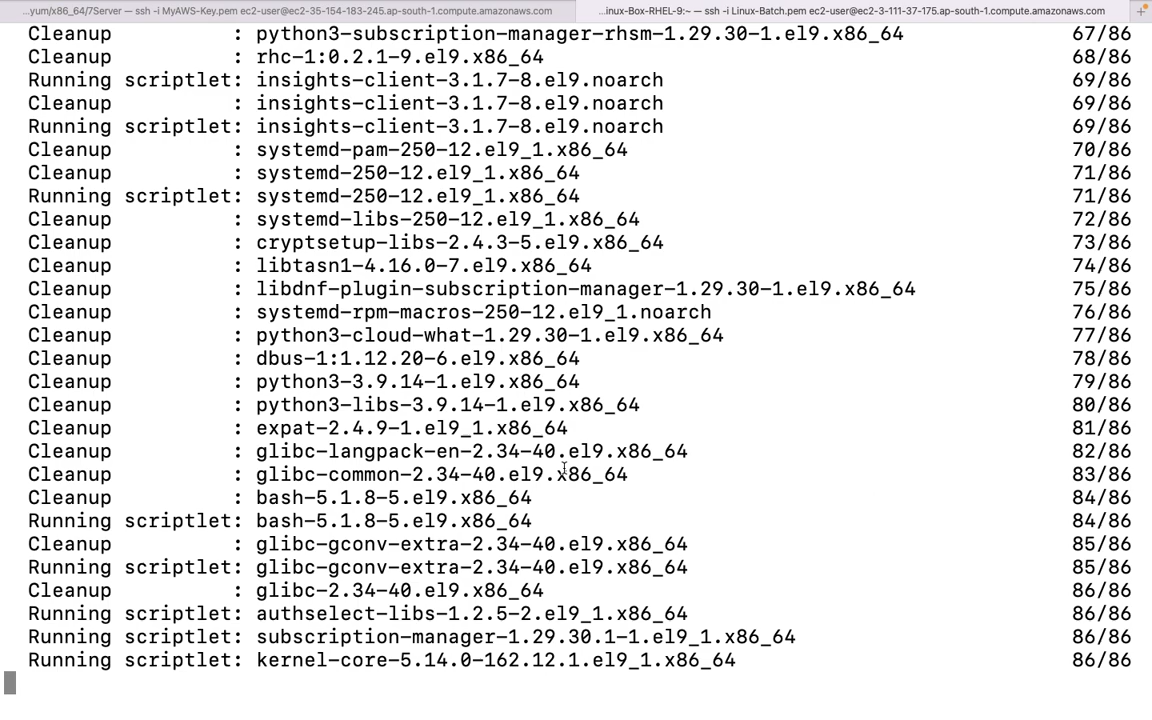 ...yum/x86_64/7Server — ssh -i MyAWS-Key.pem ec2-user@ec2-35-154-183-245.ap-south-1.compute.amazonaws.com
...inux-Box-RHEL-9:~ — ssh -i Linux-Batch.pem ec2-user@ec2-3-111-37-175.ap-south-1.compute.amazonaws.com
Cleanup : python3-subscription-manager-rhsm-1.29.30-1.el9.x86_64 67/86
Cleanup : rhc-1:0.2.1-9.el9.x86_64 68/86
Running scriptlet: insights-client-3.1.7-8.el9.noarch 69/86
Cleanup : insights-client-3.1.7-8.el9.noarch 69/86
Running scriptlet: insights-client-3.1.7-8.el9.noarch 69/86
Cleanup : systemd-pam-250-12.el9_1.x86_64 70/86
Cleanup : systemd-250-12.el9_1.x86_64 71/86
Running scriptlet: systemd-250-12.el9_1.x86_64 71/86
Cleanup : systemd-libs-250-12.el9_1.x86_64 72/86
Cleanup : cryptsetup-libs-2.4.3-5.el9.x86_64 73/86
Cleanup : libtasn1-4.16.0-7.el9.x86_64 74/86
Cleanup : libdnf-plugin-subscription-manager-1.29.30-1.el9.x86_64 75/86
Cleanup : systemd-rpm-macros-250-12.el9_1.noarch 76/86
Cleanup : python3-cloud-what-1.29.30-1.el9.x86_64 77/86
Cleanup : dbus-1:1.12.20-6.el9.x86_64 78/86
Cleanup : python3-3.9.14-1.el9.x86_64 79/86
Cleanup : python3-libs-3.9.14-1.el9.x86_64 80/86
Cleanup : expat-2.4.9-1.el9_1.x86_64 81/86
Cleanup : glibc-langpack-en-2.34-40.el9.x86_64 82/86
Cleanup : glibc-common-2.34-40.el9.x86_64 83/86
Cleanup : bash-5.1.8-5.el9.x86_64 84/86
Running scriptlet: bash-5.1.8-5.el9.x86_64 84/86
Cleanup : glibc-gconv-extra-2.34-40.el9.x86_64 85/86
Running scriptlet: glibc-gconv-extra-2.34-40.el9.x86_64 85/86
Cleanup : glibc-2.34-40.el9.x86_64 86/86
Running scriptlet: authselect-libs-1.2.5-2.el9_1.x86_64 86/86
Running scriptlet: subscription-manager-1.29.30.1-1.el9_1.x86_64 86/86
Running scriptlet: kernel-core-5.14.0-162.12.1.el9_1.x86_64 86/86